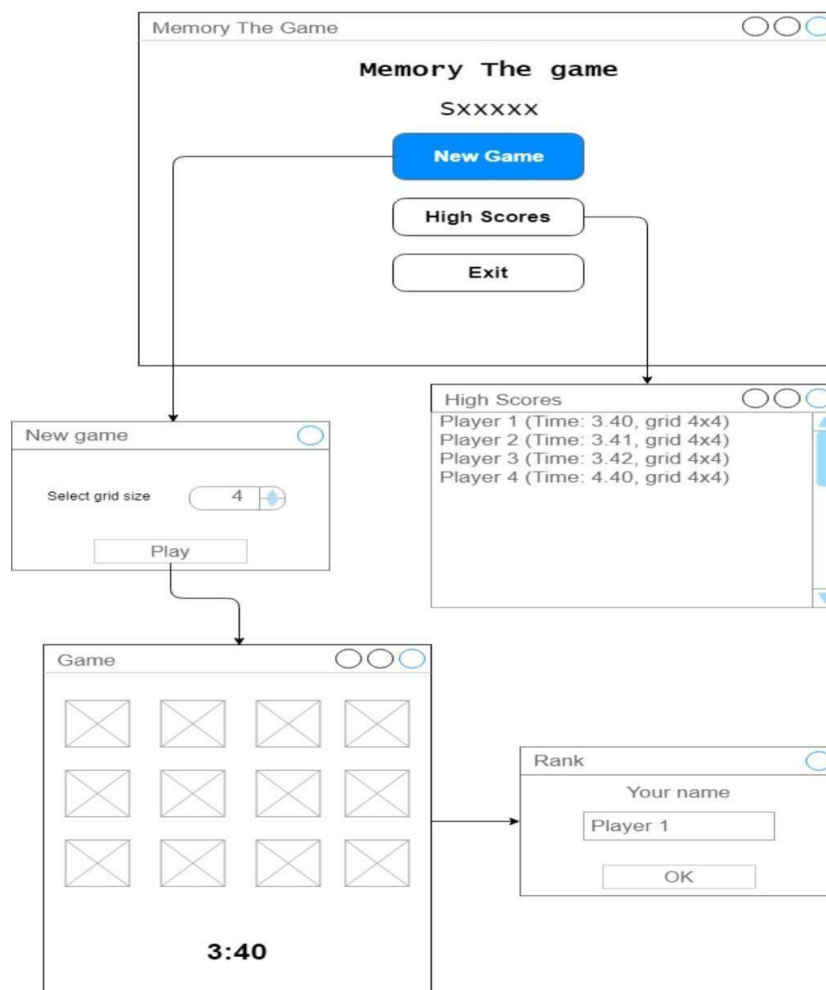 Memory The Game
Memory The game
Sxxxxx
New Game
High Scores
Exit
High Scores
Player 1 (Time: 3.40, grid 4x4)
Player 2 (Time: 3.41, grid 4x4)
Player 3 (Time: 3.42, grid 4x4)
Player 4 (Time: 4.40, grid 4x4)
New game
Select grid size 4
Play
Game
3:40
Rank
Your name
Player 1
OK